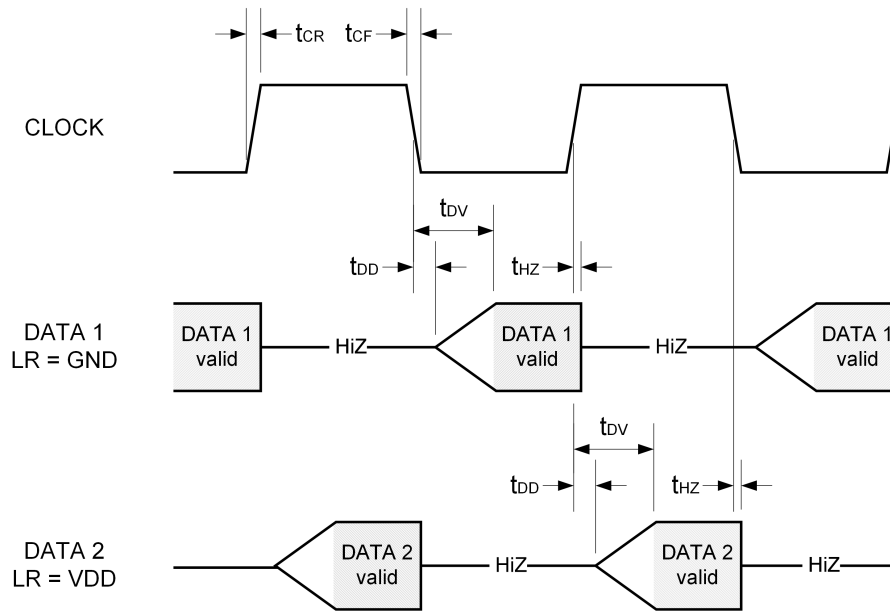 tCR tCF
CLOCK
tDV
tDD tHZ
DATA 1
LR = GND
DATA 1
valid
HiZ
DATA 1
valid
HiZ
DATA 1
valid
tDV
tDD tHZ
DATA 2
LR = VDD
DATA 2
valid
HiZ
DATA 2
valid
HiZ